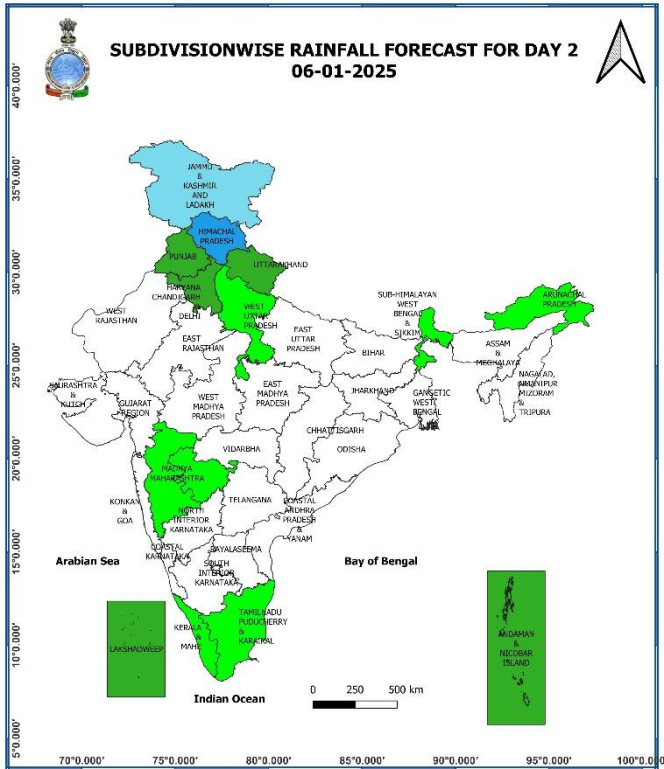 SUBDIVISIONWISE RAINFALL FORECAST FOR DAY 2
06-01-2025
40°0.000'
35°0.000'
30°0.000'
25°0.000'
20°0.000'
15°0.000'
10°0.000'
5°0.000'
JAMMU
&
KASHMIR
AND
LADAKH
HIMACHAL
PRADESH
PUNJAB
UTTARAKHAND
HARYANA
CHANDIGARH
&
DELHI
WEST
UTTAR
PRADESH
WEST
RAJASTHAN
EAST
RAJASTHAN
EAST
UTTAR
PRADESH
SUB-HIMALAYAN
WEST
BENGAL
&
SIKKIM
ARUNACHAL PRADESH
ASSAM
&
MEGHALAYA
BIHAR
NAGALAD,
MANIPUR
MIZORAM
&
TRIPURA
SAURASHTRA
&
KUTCH
GUJARAT
REGION
WEST
MADHYA
PRADESH
EAST
MADHYA
PRADESH
JHARKHAND
GANGETIC
WEST
BENGAL
CHHATTISGARH
ODISHA
VIDARBHA
MADHYA
MAHARASHTRA
KONKAN
&
GOA
NORTH
INTERIOR
KARNATAKA
TELANGANA
COASTAL
ANDHRA
PRADESH
&
YANAM
COASTAL
KARNATAKA
RAYALASEEMA
SOUTH
INTERIOR
KARNATAKA
Arabian Sea
Bay of Bengal
KERALA
&
MAHE
TAMILNADU
PUDUCHERRY
&
KARAIKAL
LAKSHADWEEP
ANDAMAN
&
NICOBAR
ISLAND
Indian Ocean
0 250 500 km
70°0.000' 75°0.000' 80°0.000' 85°0.000' 90°0.000' 95°0.000' 100°0.000'